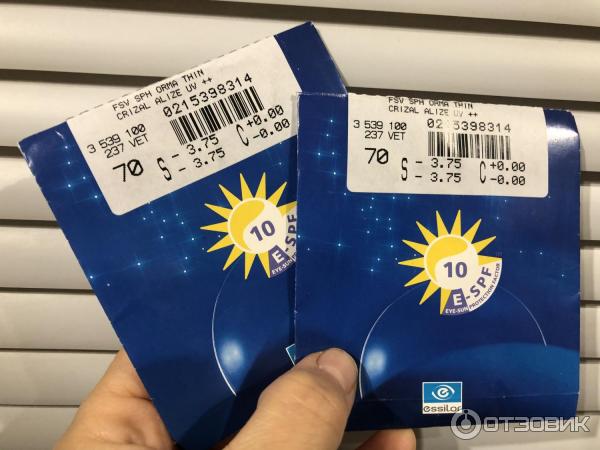 FSV SPH ORMA THIN
CRIZAL ALIZE UV ++
0215398314
3 539 100
237 VET
70
S - 3.75 C +0.00
- 3.75 -0.00
10
E-SPF
EYE-SUN
FSV SPH ORMA THIN
CRIZAL ALIZE UV ++
0215398314
3 539 100
237 VET
70
S - 3.75 C +0.00
- 3.75 -0.00
10
E-SPF
EYE-SUN PROTECTION FACTOR
essilor
ОТЗОВИК